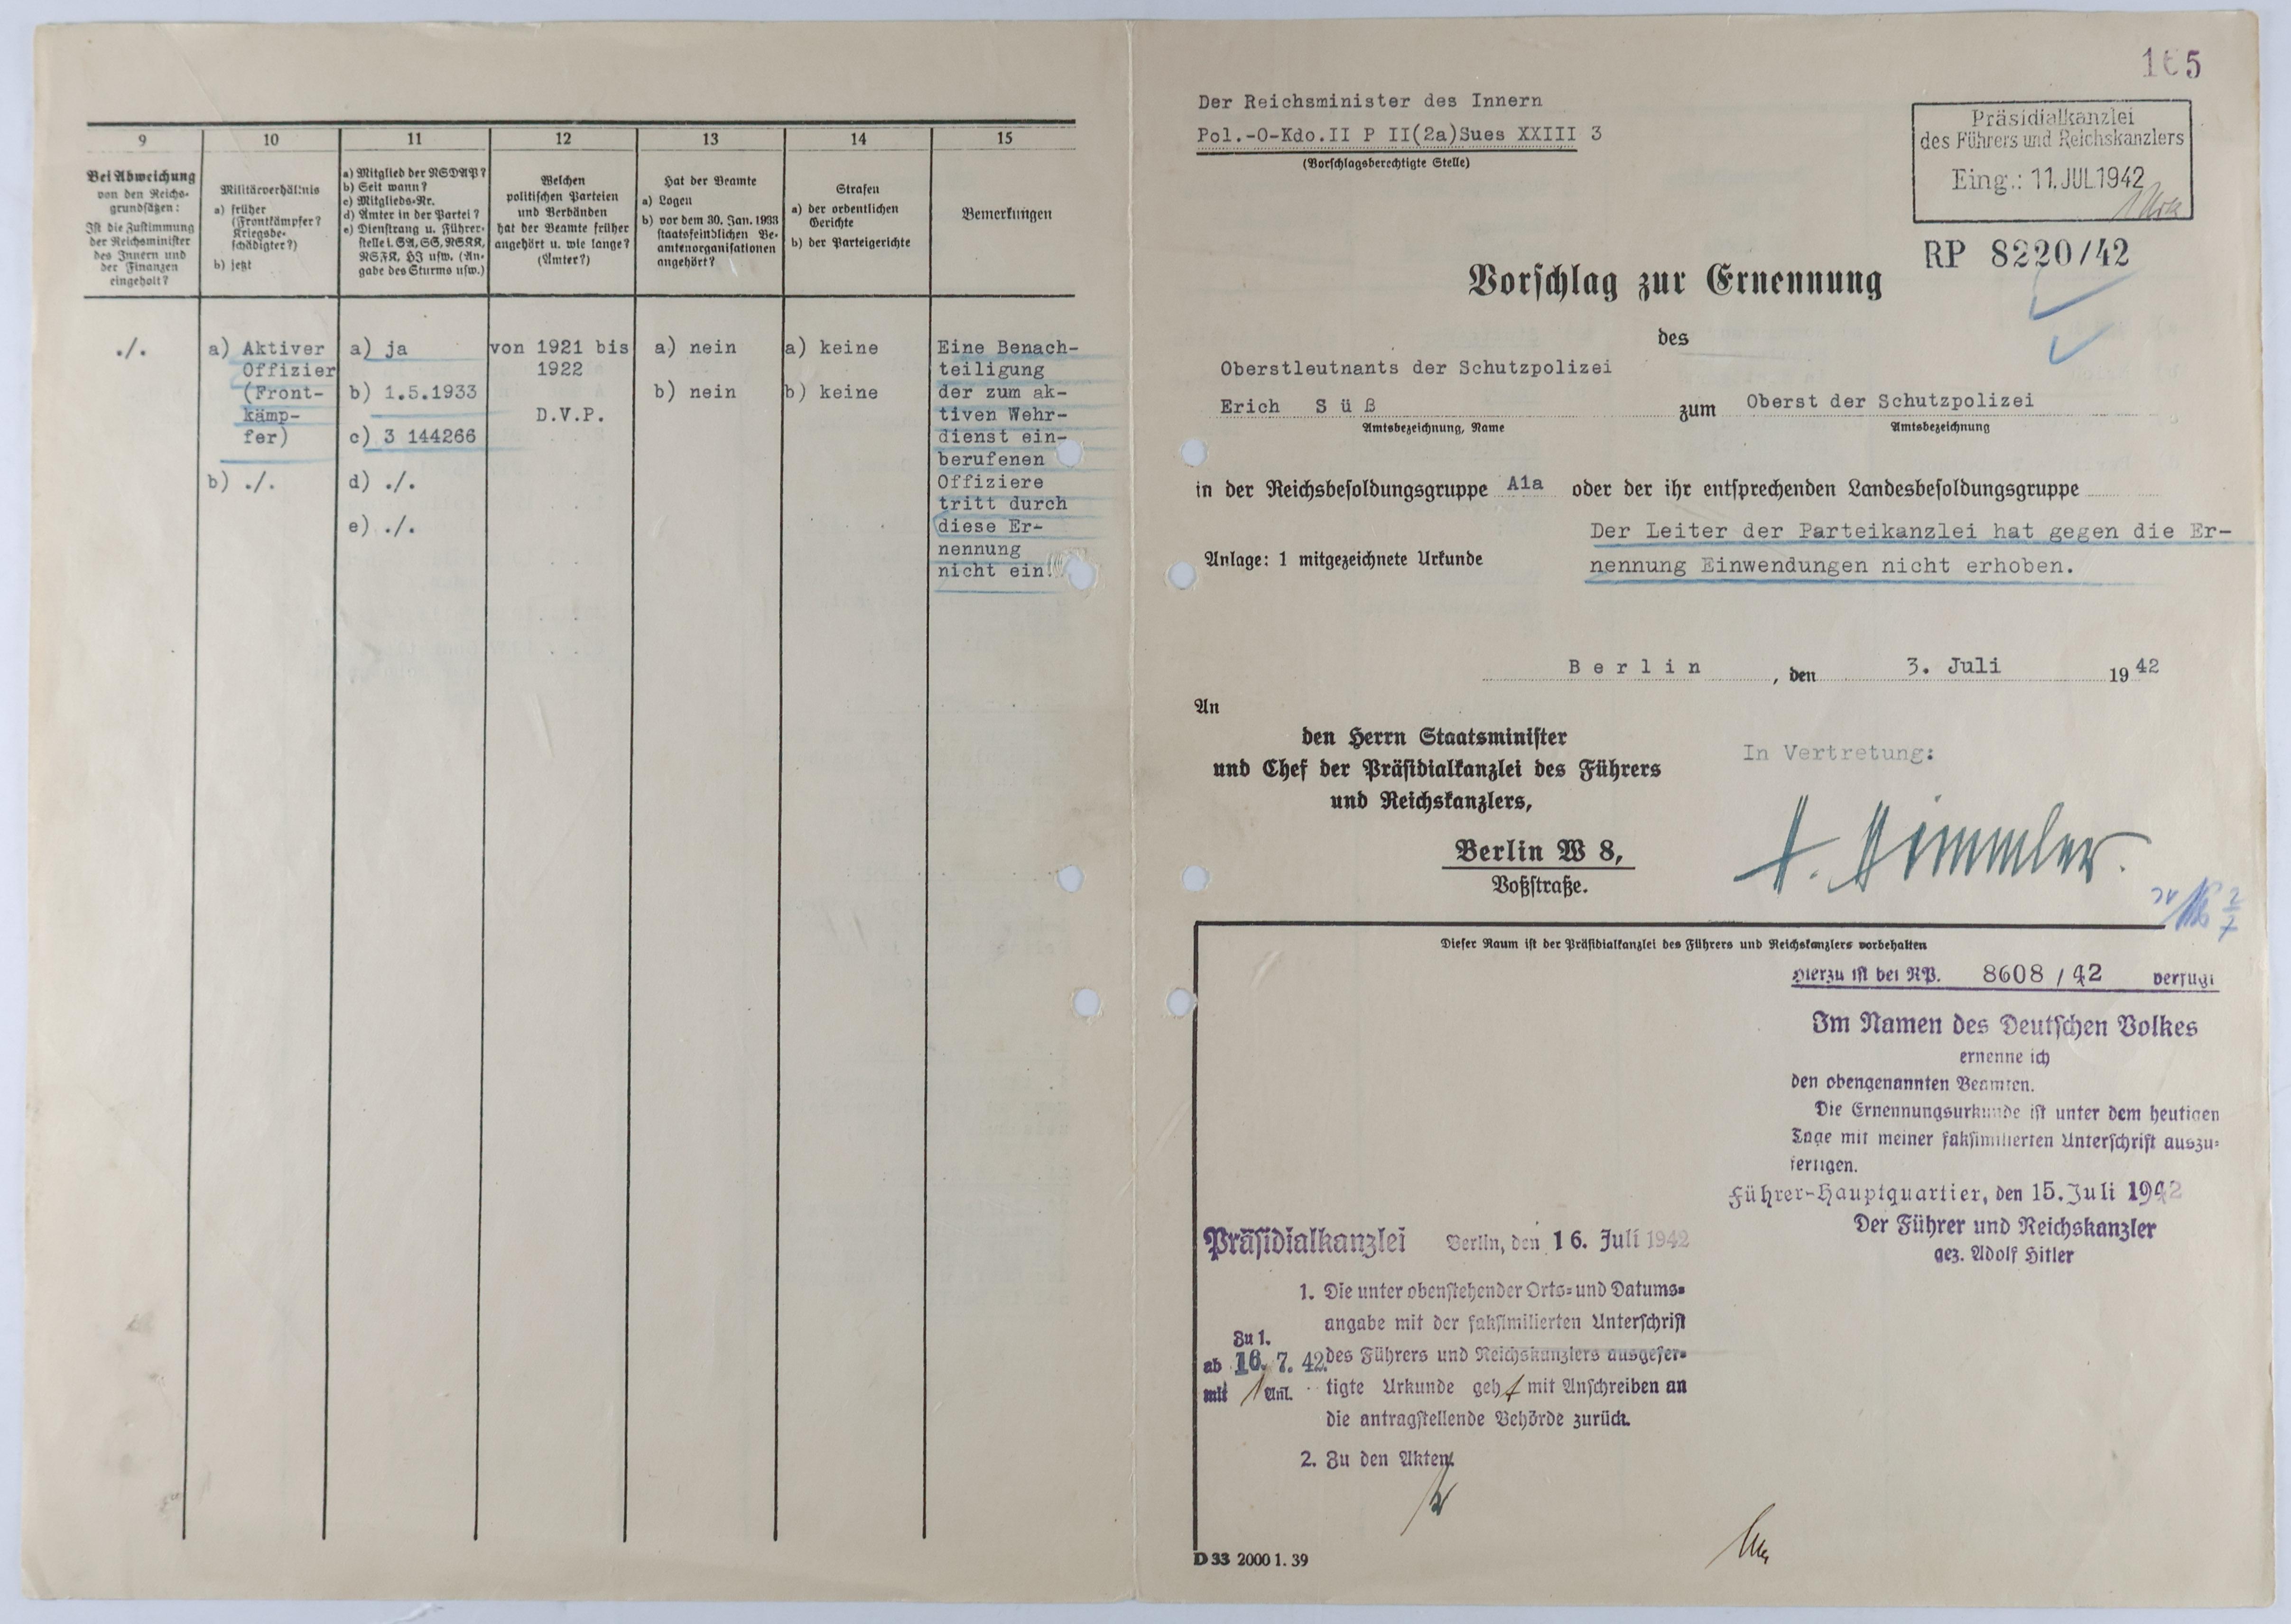 9
10
11
12
13
14
15
Bei Abweichung
von den Reichs-
grundsätzen:
Ist die Zustimmung
der Reichsminister
des Innern und
der Finanzen
eingeholt?
Militärverhältnis
a) früher
(Frontkämpfer?
Kriegsbe-
schädigter?)
b) jetzt
a) Mitglied der NSDAP?
b) Seit wann?
c) Mitglieds-Nr.
d) Ämter in der Partei?
e) Dienstrang u. Führer-
stelle i. SA, SS, NSKK,
NSFK, HJ usw. (An-
gabe des Sturms usw.)
Welchen
politischen Parteien
und Verbänden
hat der Beamte früher
angehört u. wie lange?
(Ämter?)
Hat der Beamte
a) Logen
b) vor dem 30. Jan. 1933
staatsfeindlichen Be-
amtenorganisationen
angehört?
Strafen
a) der ordentlichen
Gerichte
b) der Parteigerichte
Bemerkungen
./.
a) Aktiver
Offizier
(Front-
kämp-
fer)
b) ./.
a) ja
b) 1.5.1933
c) 3 144266
d) ./.
e) ./.
von 1921 bis
1922
D.V.P.
a) nein
b) nein
a) keine
b) keine
Eine Benach-
teiligung
der zum ak-
tiven Wehr-
dienst ein-
berufenen
Offiziere
tritt durch
diese Er-
nennung
nicht ein.
165
Der Reichsminister des Innern
Pol.-O-Kdo.II P II(2a)Sues XXIII 3
(Vorschlagsberechtigte Stelle)
Präsidialkanzlei
des Führers und Reichskanzlers
Eing.: 11.JUL1942
RP 8220/42
Vorschlag zur Ernennung
des
Oberstleutnants der Schutzpolizei
Erich S ü ß
zum Oberst der Schutzpolizei
Amtsbezeichnung, Name
Amtsbezeichnung
in der Reichsbesoldungsgruppe A1a oder der ihr entsprechenden Landesbesoldungsgruppe
Der Leiter der Parteikanzlei hat gegen die Er-
Anlage: 1 mitgezeichnete Urkunde
nennung Einwendungen nicht erhoben.
B e r l i n , den 3. Juli 1942
An
den Herrn Staatsminister
und Chef der Präsidialkanzlei des Führers
und Reichskanzlers,
Berlin W 8,
Voßstraße.
In Vertretung:
H. Himmler.
Dieser Raum ist der Präsidialkanzlei des Führers und Reichskanzlers vorbehalten
Hierzu ist bei RP. 8608/42 verfügt
Im Namen des Deutschen Volkes
ernenne ich
den obengenannten Beamten.
Die Ernennungsurkunde ist unter dem heutigen
Tage mit meiner faksimilierten Unterschrift auszu-
fertigen.
Führer-Hauptquartier, den 15. Juli 1942
Der Führer und Reichskanzler
gez. Adolf Hitler
Präsidialkanzlei Berlin, den 16. Juli 1942
1. Die unter obenstehender Orts- und Datums-
angabe mit der faksimilierten Unterschrift
des Führers und Reichskanzlers ausgefer-
tigte Urkunde geht mit Anschreiben an
die antragstellende Behörde zurück.
Zu 1.
ab 16. 7. 42.
mit 1 Anl.
2. Zu den Akten
D 33 2000 1. 39